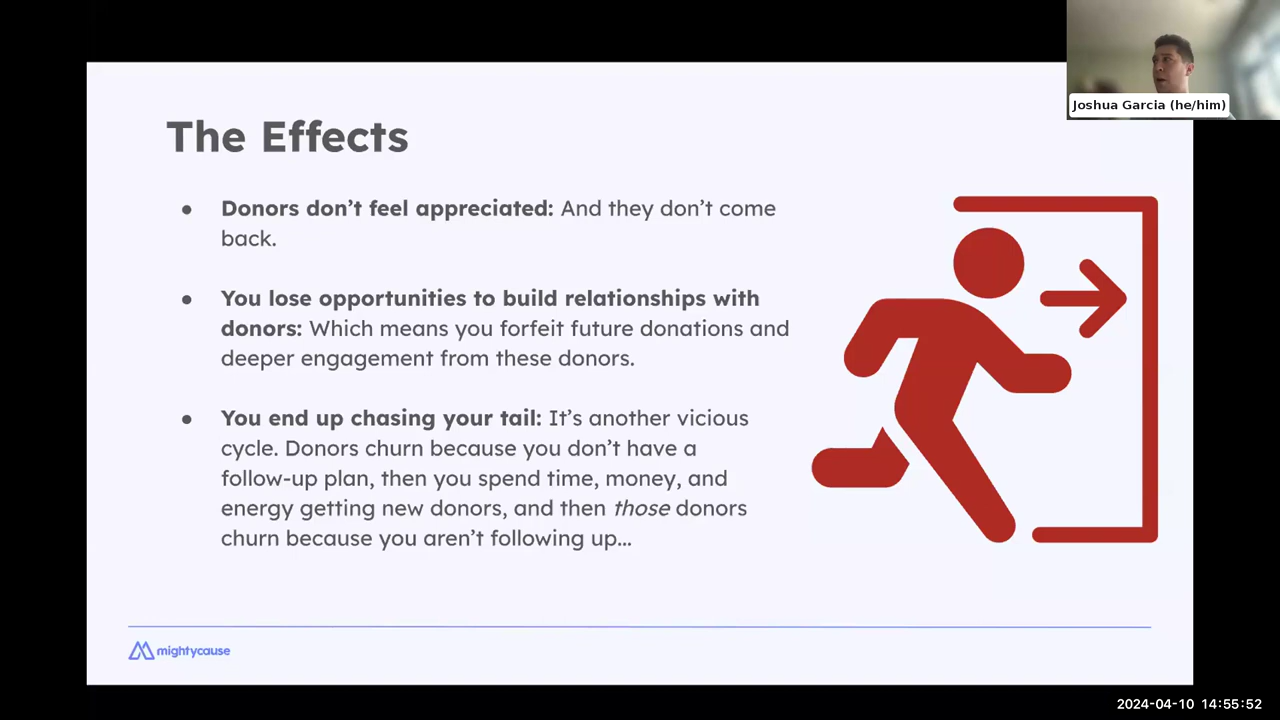 Joshua Garcia (he/him)
The Effects
● Donors don’t feel appreciated: And they don’t come
back.
● You lose opportunities to build relationships with
donors: Which means you forfeit future donations and
deeper engagement from these donors.
● You end up chasing your tail: It’s another vicious
cycle. Donors churn because you don’t have a
follow-up plan, then you spend time, money, and
energy getting new donors, and then those donors
churn because you aren’t following up...
mightycause
2024-04-10 14:55:52